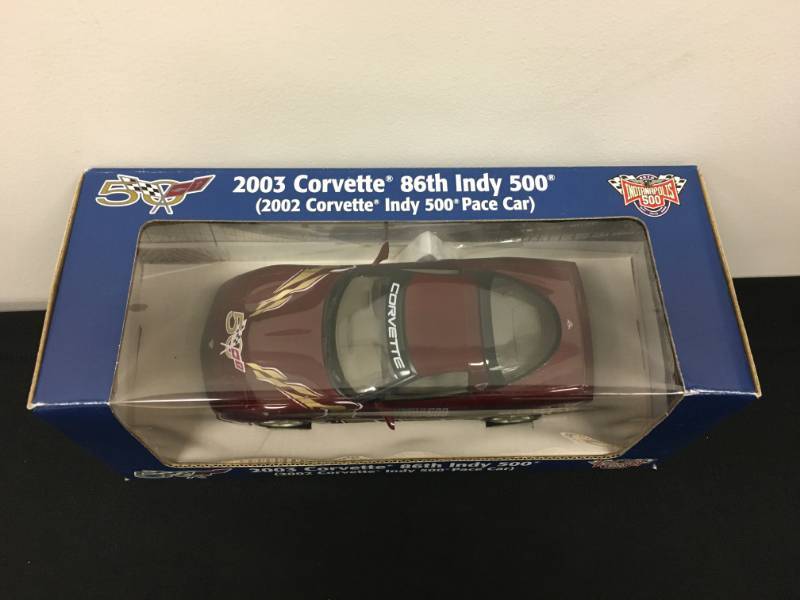 50
2003 Corvette® 86th Indy 500®
(2002 Corvette® Indy 500® Pace Car)
INDIANAPOLIS
500
CORVETTE
50
2003 Corvette® 86th Indy 500®
(2002 Corvette® Indy 500® Pace Car)